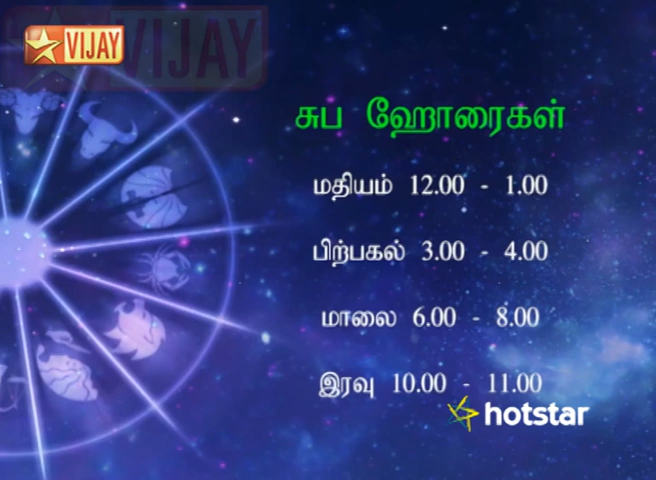 VIJAY
VIJAY
சுப ஹோரைகள்
மதியம் 12.00 - 1.00
பிற்பகல் 3.00 - 4.00
மாலை 6.00 - 8.00
இரவு 10.00 - 11.00
hotstar